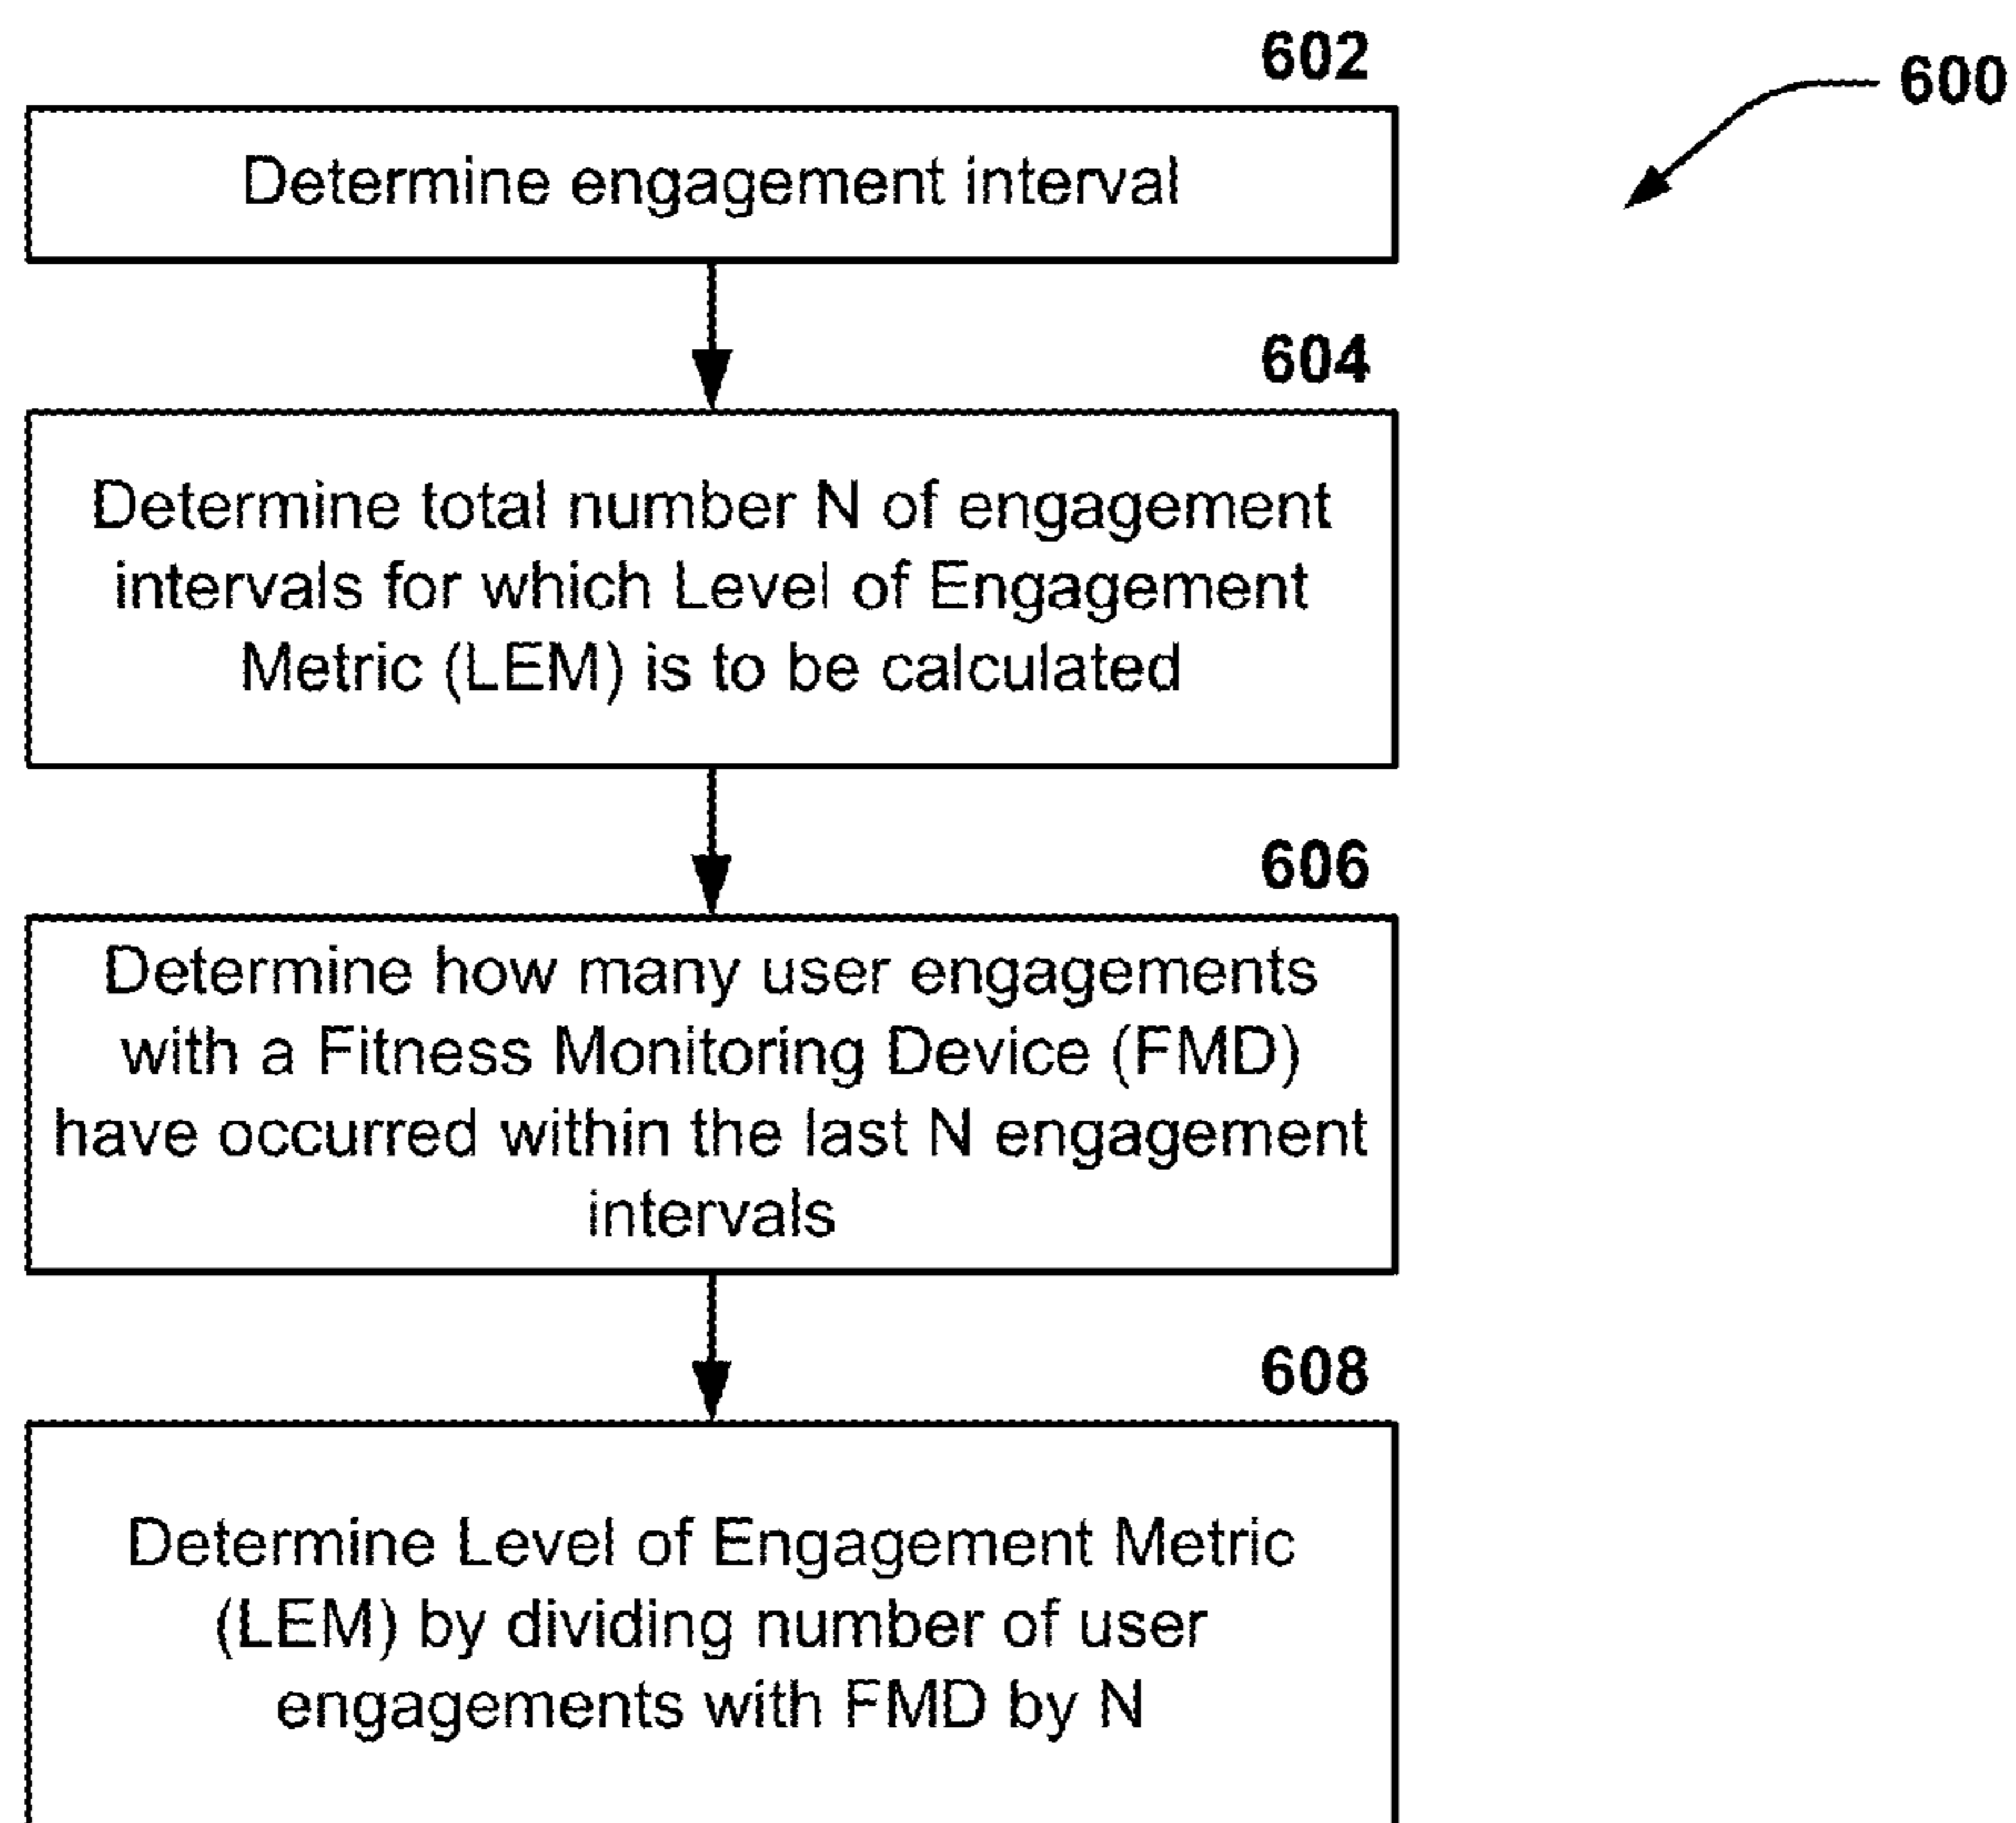 602
600
Determine engagement interval
604
Determine total number N of engagement
intervals for which Level of Engagement
Metric (LEM) is to be calculated
606
Determine how many user engagements
with a Fitness Monitoring Device (FMD)
have occurred within the last N engagement
intervals
608
Determine Level of Engagement Metric
(LEM) by dividing number of user
engagements with FMD by N